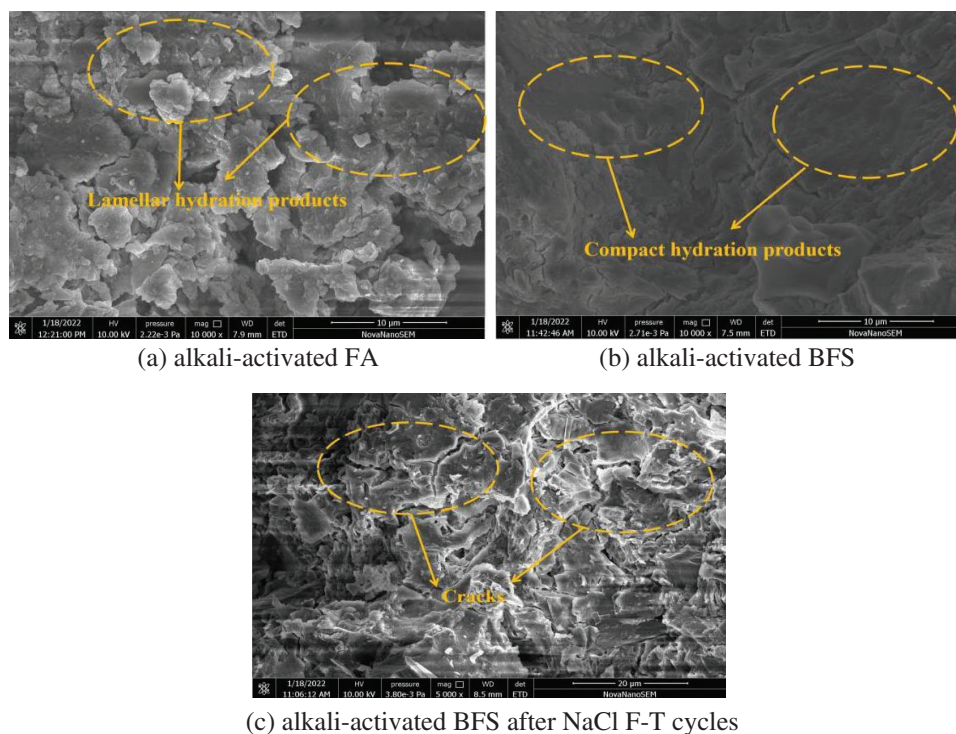 Lamellar hydration products
1/18/2022 HV pressure mag WD det 10 μm
12:21:00 PM 10.00 kV 2.22e-3 Pa 10 000 x 7.9 mm ETD NovaNanoSEM
(a) alkali-activated FA
Compact hydration products
1/18/2022 HV pressure mag WD det 10 μm
11:42:46 AM 10.00 kV 2.71e-3 Pa 10 000 x 7.5 mm ETD NovaNanoSEM
(b) alkali-activated BFS
Cracks
1/18/2022 HV pressure mag WD det 20 μm
11:06:12 AM 10.00 kV 3.80e-3 Pa 5 000 x 8.5 mm ETD NovaNanoSEM
(c) alkali-activated BFS after NaCl F-T cycles